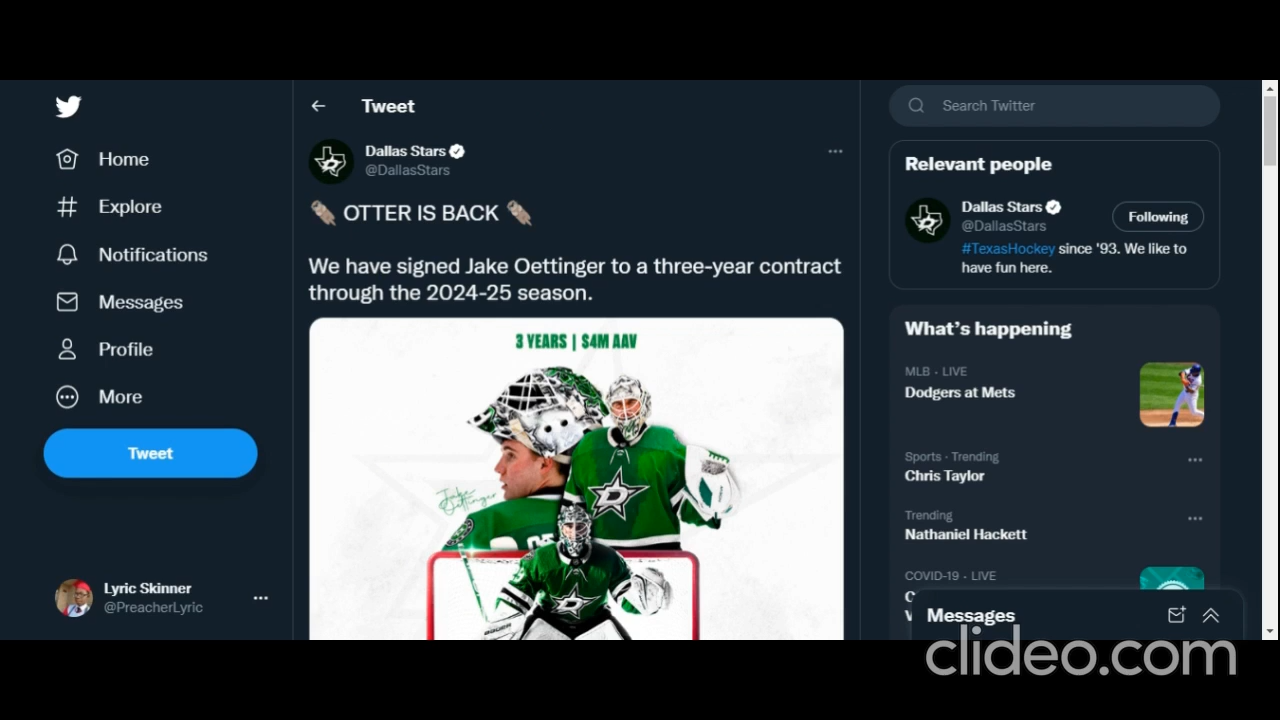 Home
Explore
Notifications
Messages
Profile
More
Tweet
Lyric Skinner
@PreacherLyric
Tweet
Dallas Stars
@DallasStars
OTTER IS BACK
We have signed Jake Oettinger to a three-year contract
through the 2024-25 season.
3 YEARS | $4M AAV
Jake
Oettinger
Search Twitter
Relevant people
Dallas Stars
@DallasStars
Following
#TexasHockey since '93. We like to
have fun here.
What's happening
MLB · LIVE
Dodgers at Mets
Sports · Trending
Chris Taylor
Trending
Nathaniel Hackett
COVID-19 · LIVE
Messages
clideo.com